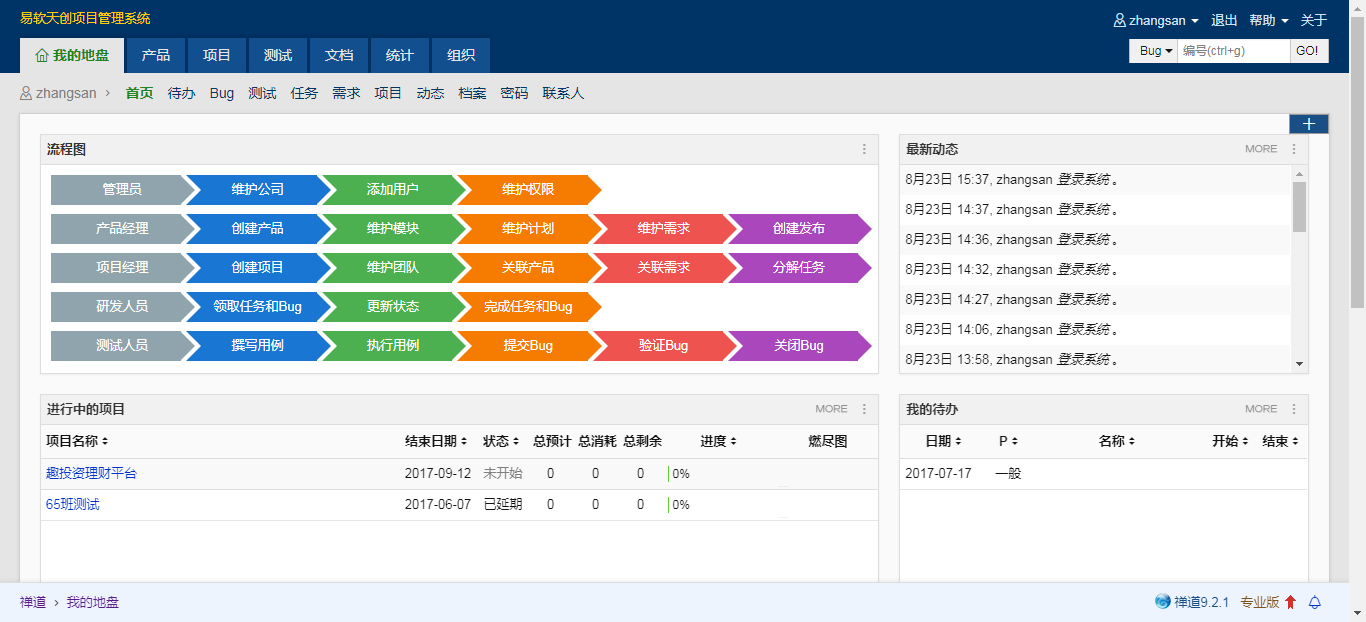 易软天创项目管理系统
zhangsan 退出 帮助 关于
我的地盘 产品 项目 测试 文档 统计 组织
Bug 编号(ctrl+g) GO!
zhangsan › 首页 待办 Bug 测试 任务 需求 项目 动态 档案 密码 联系人
流程图
管理员 维护公司 添加用户 维护权限
产品经理 创建产品 维护模块 维护计划 维护需求 创建发布
项目经理 创建项目 维护团队 关联产品 关联需求 分解任务
研发人员 领取任务和Bug 更新状态 完成任务和Bug
测试人员 撰写用例 执行用例 提交Bug 验证Bug 关闭Bug
最新动态 MORE
8月23日 15:37, zhangsan 登录系统 。
8月23日 14:37, zhangsan 登录系统 。
8月23日 14:36, zhangsan 登录系统 。
8月23日 14:32, zhangsan 登录系统 。
8月23日 14:27, zhangsan 登录系统 。
8月23日 14:06, zhangsan 登录系统 。
8月23日 13:58, zhangsan 登录系统 。
进行中的项目 MORE
项目名称 结束日期 状态 总预计 总消耗 总剩余 进度 燃尽图
趣投资理财平台 2017-09-12 未开始 0 0 0 0%
65班测试 2017-06-07 已延期 0 0 0 0%
我的待办 MORE
日期 P 名称 开始 结束
2017-07-17 一般
禅道 › 我的地盘
禅道9.2.1 专业版